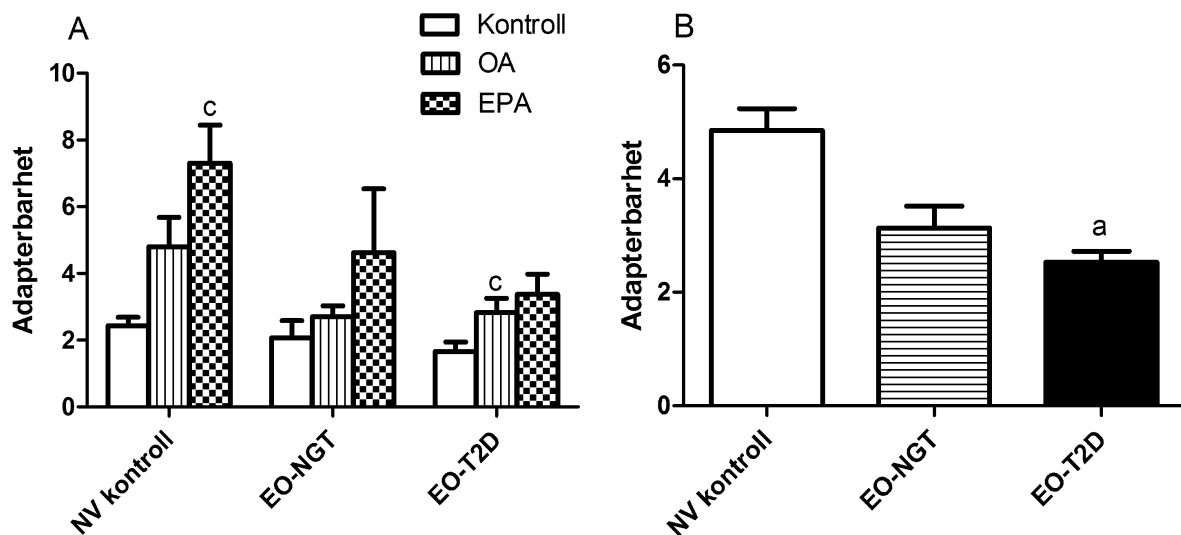 A
Kontroll
OA
EPA
Adapterbarhet
10
8
6
4
2
0
c
c
NV kontroll
EO-NGT
EO-T2D
B
Adapterbarhet
6
4
2
0
a
NV kontroll
EO-NGT
EO-T2D